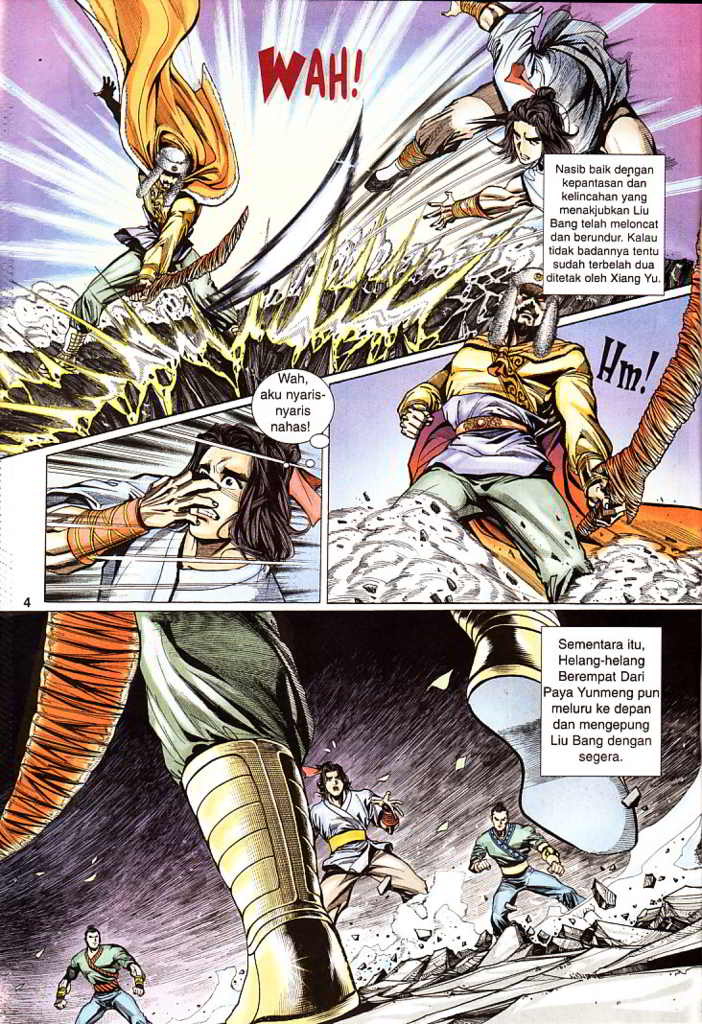 WAH!
Nasib baik dengan
kepantasan dan
kelincahan yang
menakjubkan Liu
Bang telah meloncat
dan berundur. Kalau
tidak badannya tentu
sudah terbelah dua
ditetak oleh Xiang Yu.
Wah,
aku nyaris-
nyaris
nahas!
Hm!
4
Sementara itu,
Helang-helang
Berempat Dari
Paya Yunmeng pun
meluru ke depan
dan mengepung
Liu Bang dengan
segera.